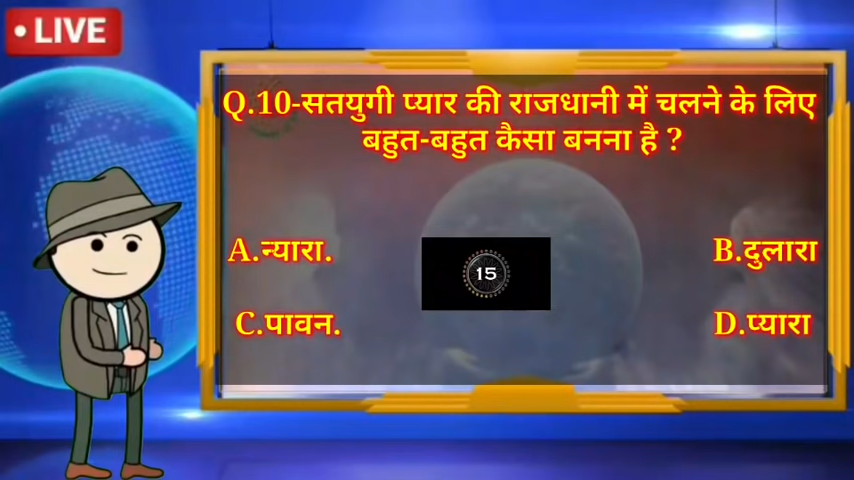 • LIVE
Q.10-सतयुगी प्यार की राजधानी में चलने के लिए
बहुत-बहुत कैसा बनना है ?
A.न्यारा.
B.दुलारा
15
C.पावन.
D.प्यारा